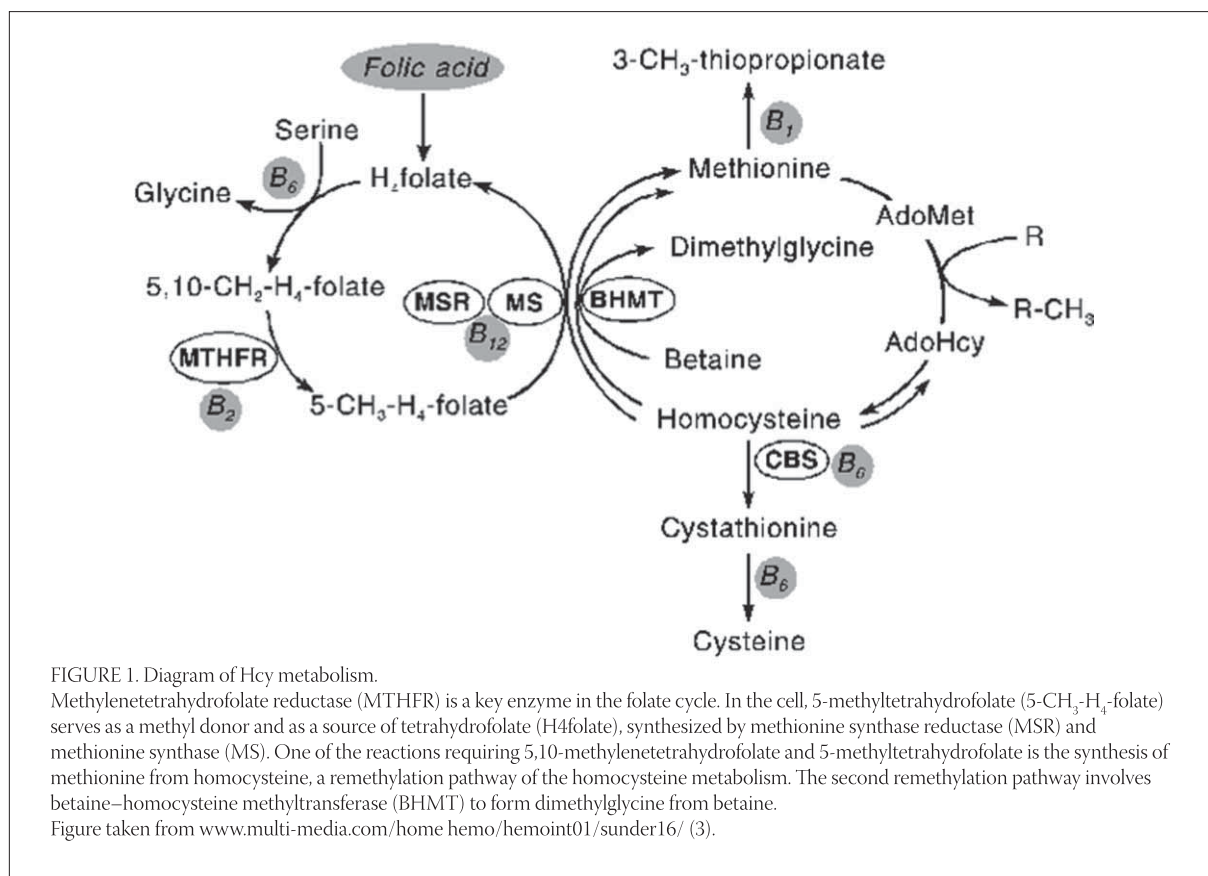 Folic acid
3-CH₃-thiopropionate
Serine
B₁
B₆
H₄folate
Methionine
Glycine
AdoMet
R
Dimethylglycine
5,10-CH₂-H₄-folate
MSR
MS
BHMT
R-CH₃
B₁₂
AdoHcy
MTHFR
Betaine
B₂
5-CH₃-H₄-folate
Homocysteine
CBS
B₆
Cystathionine
B₆
Cysteine
FIGURE 1. Diagram of Hcy metabolism.
Methylenetetrahydrofolate reductase (MTHFR) is a key enzyme in the folate cycle. In the cell, 5-methyltetrahydrofolate (5-CH₃-H₄-folate)
serves as a methyl donor and as a source of tetrahydrofolate (H4folate), synthesized by methionine synthase reductase (MSR) and
methionine synthase (MS). One of the reactions requiring 5,10-methylenetetrahydrofolate and 5-methyltetrahydrofolate is the synthesis of
methionine from homocysteine, a remethylation pathway of the homocysteine metabolism. The second remethylation pathway involves
betaine–homocysteine methyltransferase (BHMT) to form dimethylglycine from betaine.
Figure taken from www.multi-media.com/home hemo/hemoint01/sunder16/ (3).